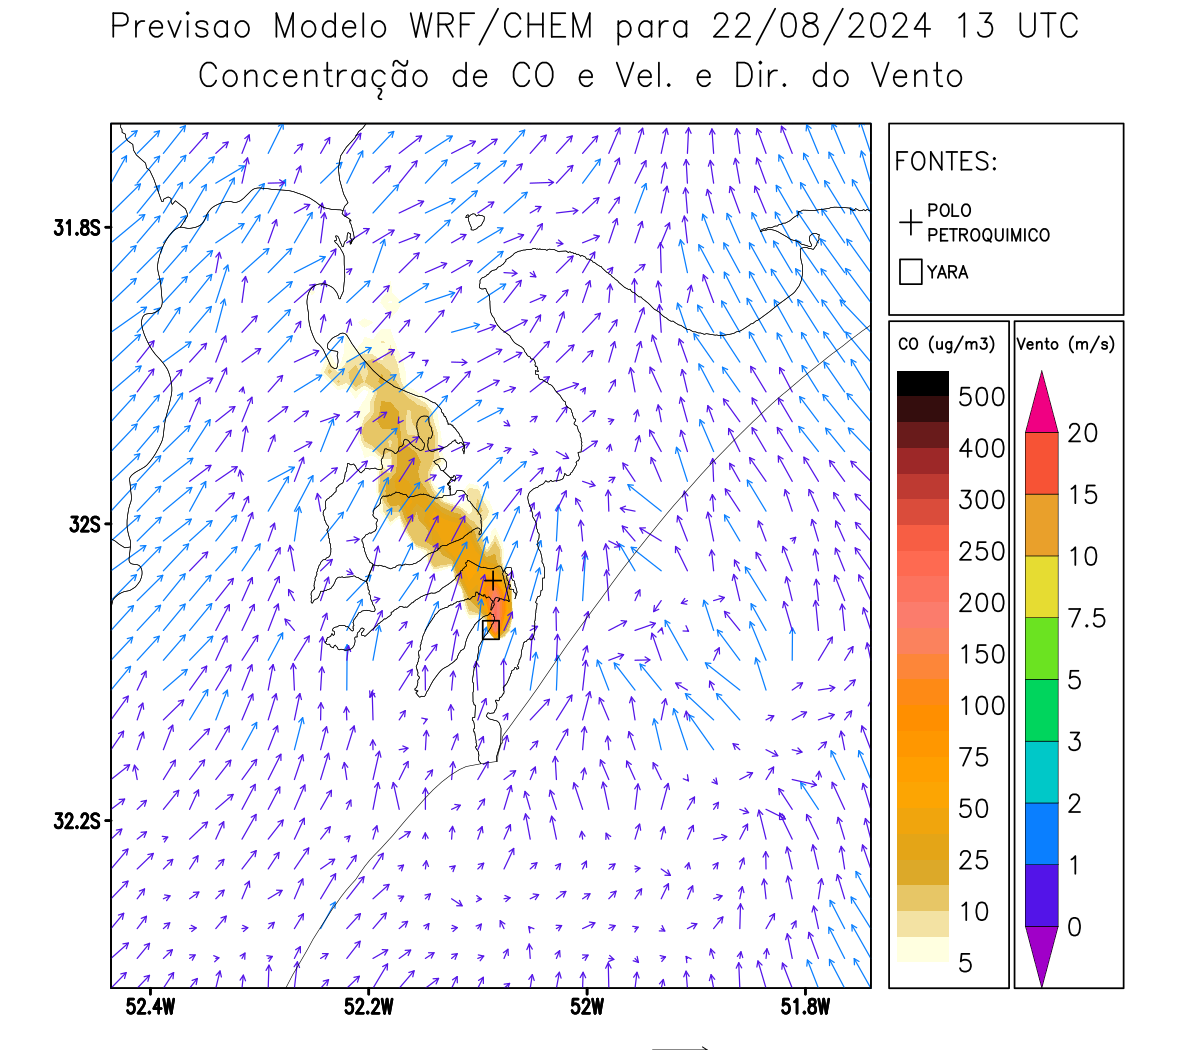 Previsao Modelo WRF/CHEM para 22/08/2024 13 UTC
Concentração de CO e Vel. e Dir. do Vento
FONTES:
POLO
PETROQUIMICO
YARA
CO (ug/m3)
500
400
300
250
200
150
100
75
50
25
10
5
Vento (m/s)
20
15
10
7.5
5
3
2
1
0
31.8S
32S
32.2S
52.4W
52.2W
52W
51.8W